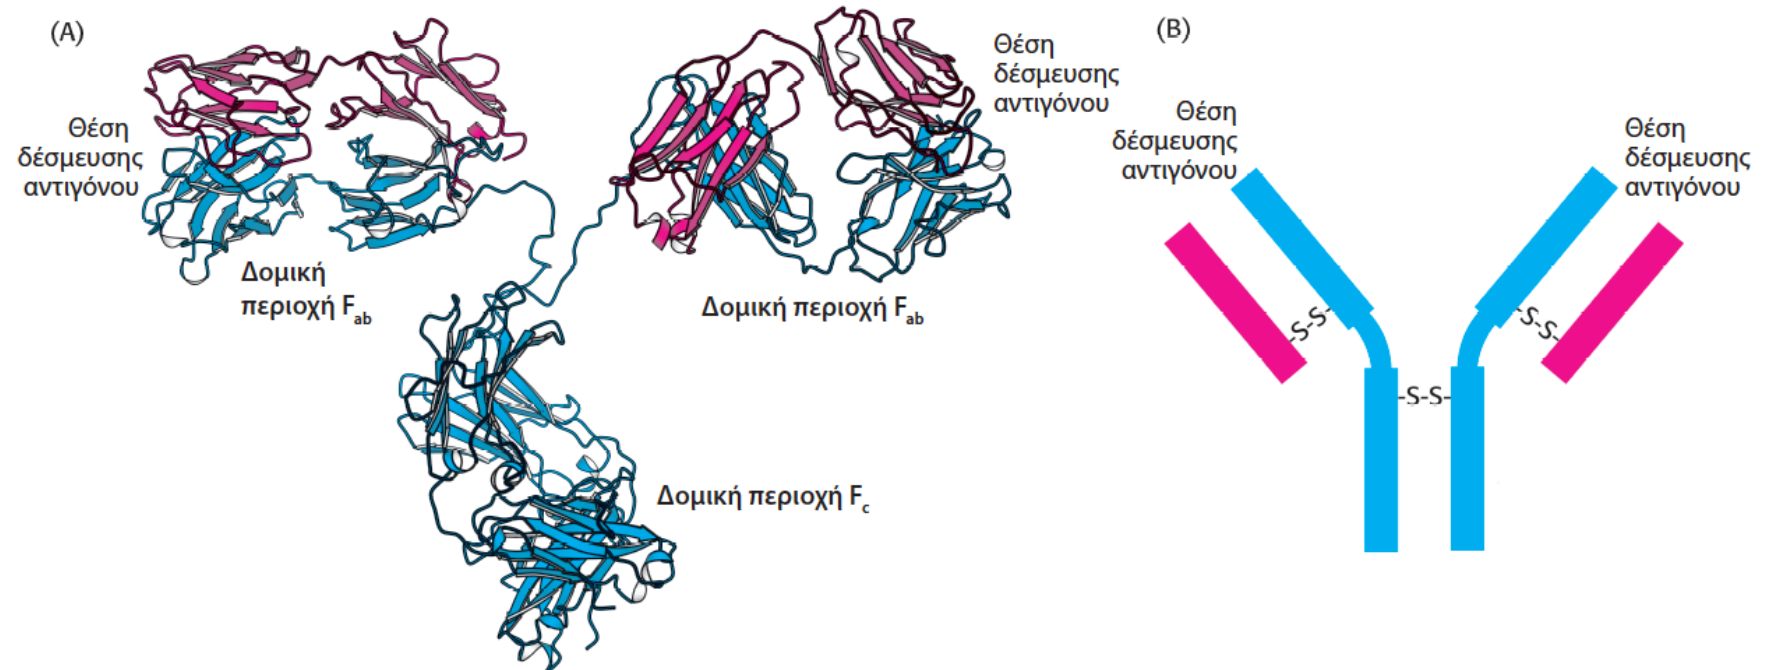 (A)
Θέση
δέσμευσης
αντιγόνου
Δομική
περιοχή Fab
Θέση
δέσμευσης
αντιγόνου
Δομική περιοχή Fab
Δομική περιοχή Fc
(B)
Θέση
δέσμευσης
αντιγόνου
Θέση
δέσμευσης
αντιγόνου
-S-S-
-S-S-
-S-S-